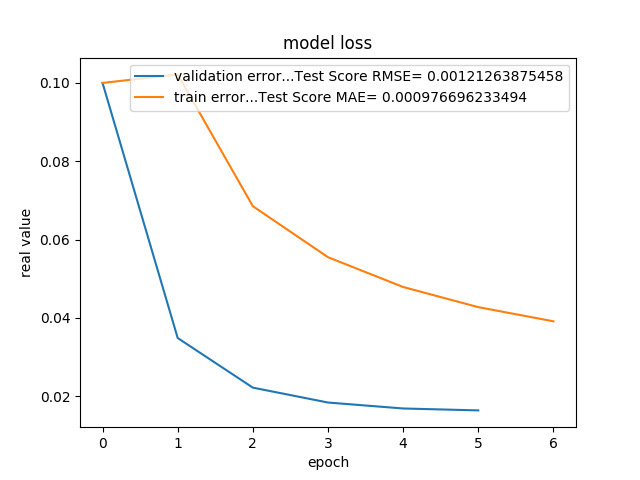 model loss
validation error...Test Score RMSE= 0.00121263875458
train error...Test Score MAE= 0.000976696233494
0.10
0.08
0.06
0.04
0.02
real value
0 1 2 3 4 5 6
epoch